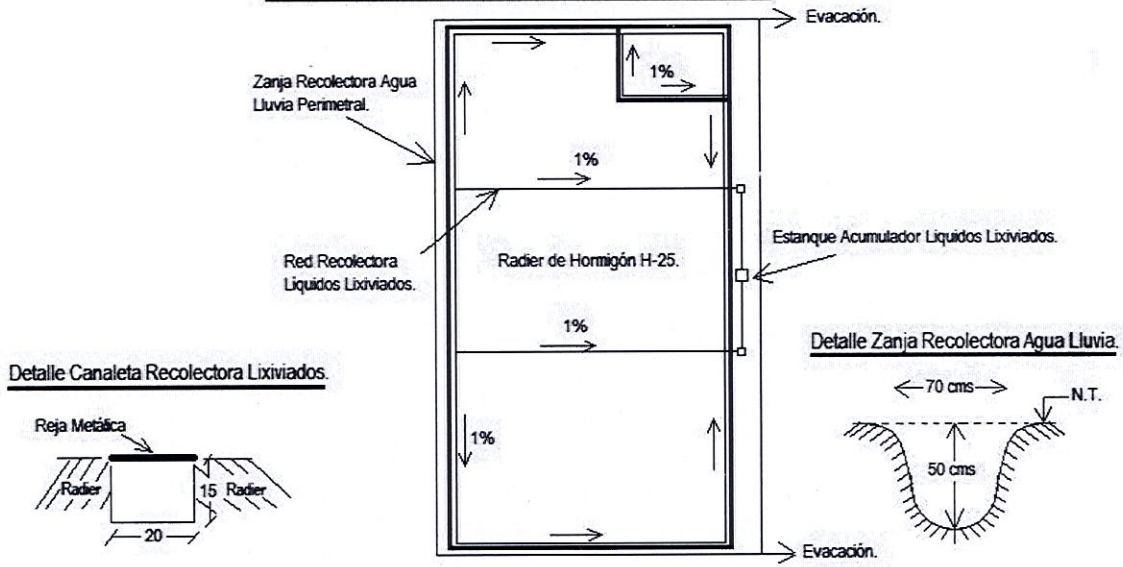 Evacación.
Zanja Recolectora Agua
Lluvia Perimetral.
1%
1%
Red Recolectora
Liquidos Lixiviados.
Radier de Hormigón H-25.
Estanque Acumulador Liquidos Lixiviados.
1%
Detalle Canaleta Recolectora Lixiviados.
Reja Metálica
Radier
15
Radier
20
1%
Detalle Zanja Recolectora Agua Lluvia.
70 cms
N.T.
50 cms
Evacación.